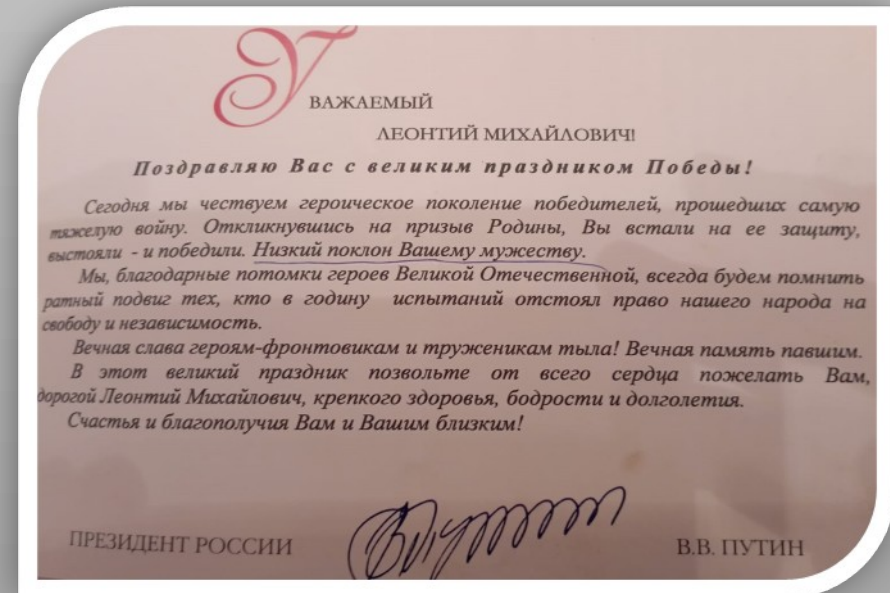 УВАЖАЕМЫЙ
ЛЕОНТИЙ МИХАЙЛОВИЧ!
Поздравляю Вас с великим праздником Победы!
Сегодня мы чествуем героическое поколение победителей, прошедших самую
тяжелую войну. Откликнувшись на призыв Родины, Вы встали на ее защиту,
выстояли - и победили. Низкий поклон Вашему мужеству.
Мы, благодарные потомки героев Великой Отечественной, всегда будем помнить
ратный подвиг тех, кто в годину испытаний отстоял право нашего народа на
свободу и независимость.
Вечная слава героям-фронтовикам и труженикам тыла! Вечная память павшим.
В этот великий праздник позвольте от всего сердца пожелать Вам,
дорогой Леонтий Михайлович, крепкого здоровья, бодрости и долголетия.
Счастья и благополучия Вам и Вашим близким!
ПРЕЗИДЕНТ РОССИИ В.В. ПУТИН